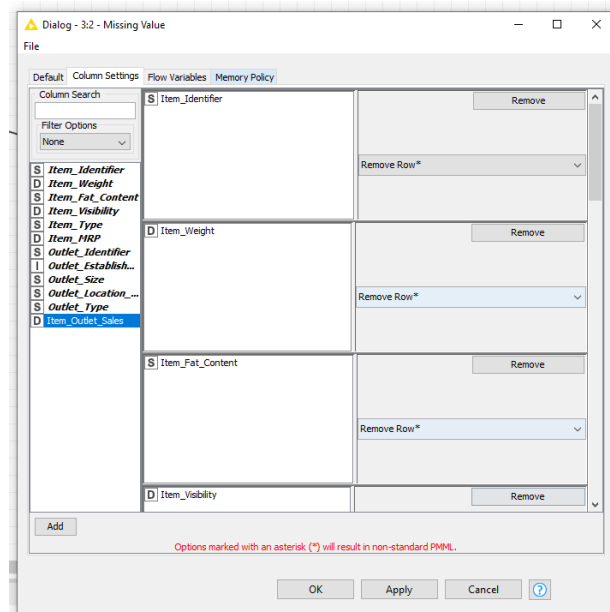 Dialog - 3:2 - Missing Value
File
Default Column Settings Flow Variables Memory Policy
Column Search
Filter Options
None
S Item_Identifier
D Item_Weight
S Item_Fat_Content
D Item_Visibility
S Item_Type
D Item_MRP
S Outlet_Identifier
I Outlet_Establish...
S Outlet_Size
S Outlet_Location_...
S Outlet_Type
D Item_Outlet_Sales
Add
S Item_Identifier
Remove
Remove Row*
D Item_Weight
Remove
Remove Row*
S Item_Fat_Content
Remove
Remove Row*
D Item_Visibility
Remove
Options marked with an asterisk (*) will result in non-standard PMML.
OK Apply Cancel ?